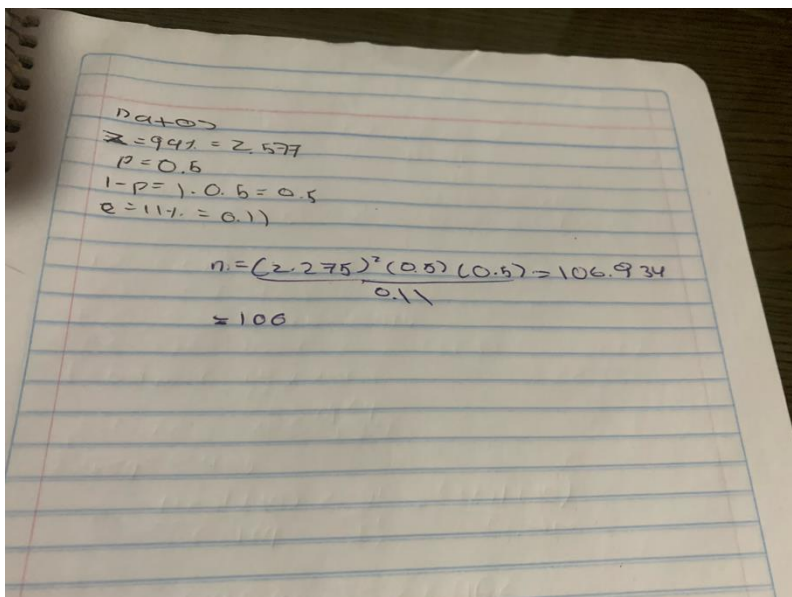 Datos
Z = 99% = 2.577
P = 0.5
1-P = 1.0.5 = 0.5
e = 11% = 0.11
n = (2.275)² (0.5) (0.5) = 106.934
0.11
= 106